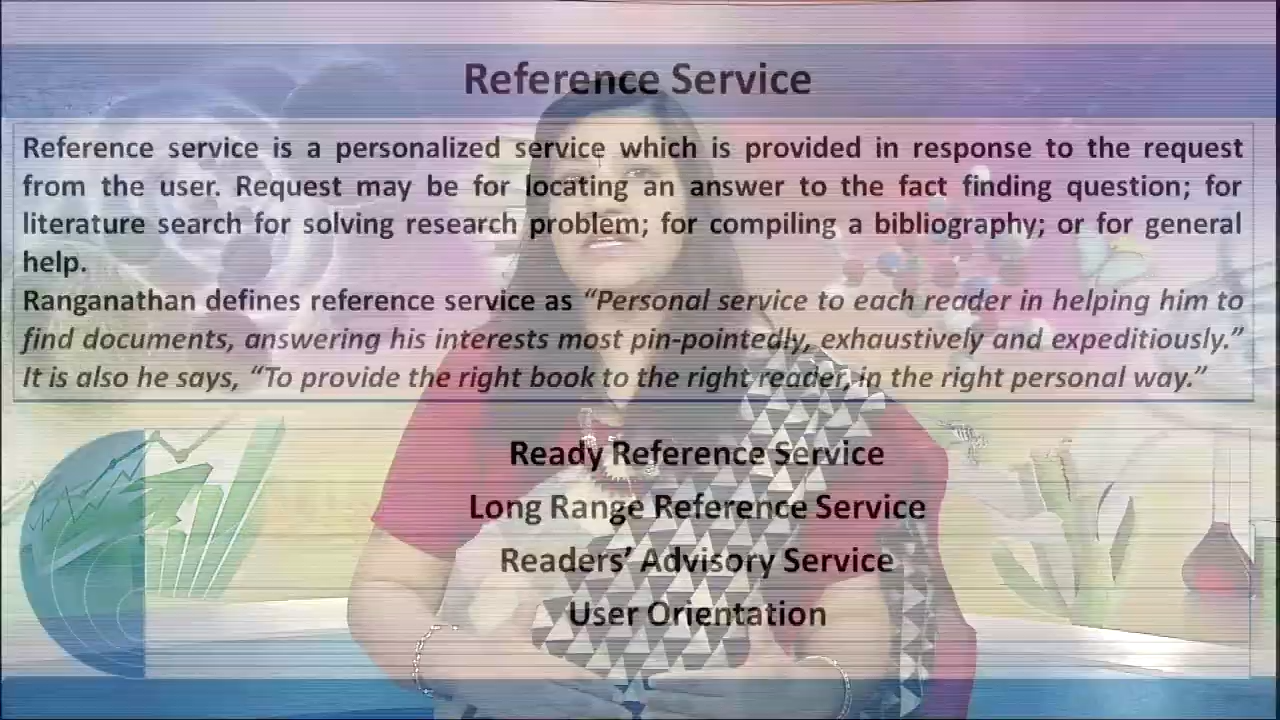 Reference Service
Reference service is a personalized service which is provided in response to the request
from the user. Request may be for locating an answer to the fact finding question; for
literature search for solving research problem; for compiling a bibliography; or for general
help.
Ranganathan defines reference service as “Personal service to each reader in helping him to
find documents, answering his interests most pin-pointedly, exhaustively and expeditiously.”
It is also he says, “To provide the right book to the right reader, in the right personal way.”
Ready Reference Service
Long Range Reference Service
Readers’ Advisory Service
User Orientation